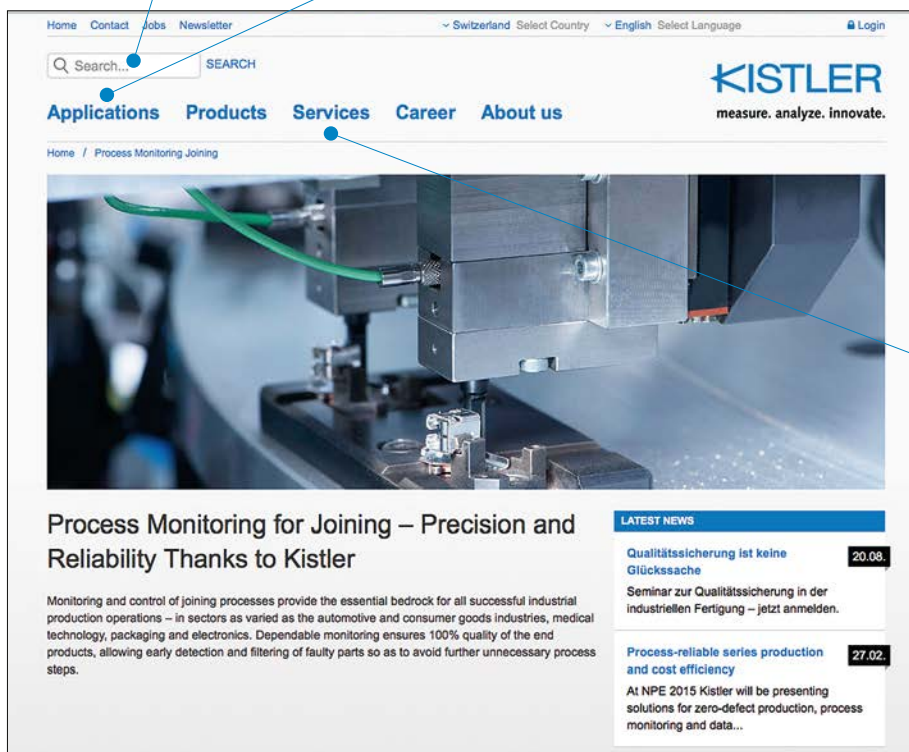 Home Contact Jobs Newsletter
Switzerland Select Country English Select Language Login
Search... SEARCH
KISTLER
measure. analyze. innovate.
Applications Products Services Career About us
Home / Process Monitoring Joining
Process Monitoring for Joining – Precision and
Reliability Thanks to Kistler
Monitoring and control of joining processes provide the essential bedrock for all successful industrial
production operations – in sectors as varied as the automotive and consumer goods industries, medical
technology, packaging and electronics. Dependable monitoring ensures 100% quality of the end
products, allowing early detection and filtering of faulty parts so as to avoid further unnecessary process
steps.
LATEST NEWS
Qualitätssicherung ist keine
Glückssache
20.08.
Seminar zur Qualitätssicherung in der
industriellen Fertigung – jetzt anmelden.
Process-reliable series production
and cost efficiency
27.02.
At NPE 2015 Kistler will be presenting
solutions for zero-defect production, process
monitoring and data...